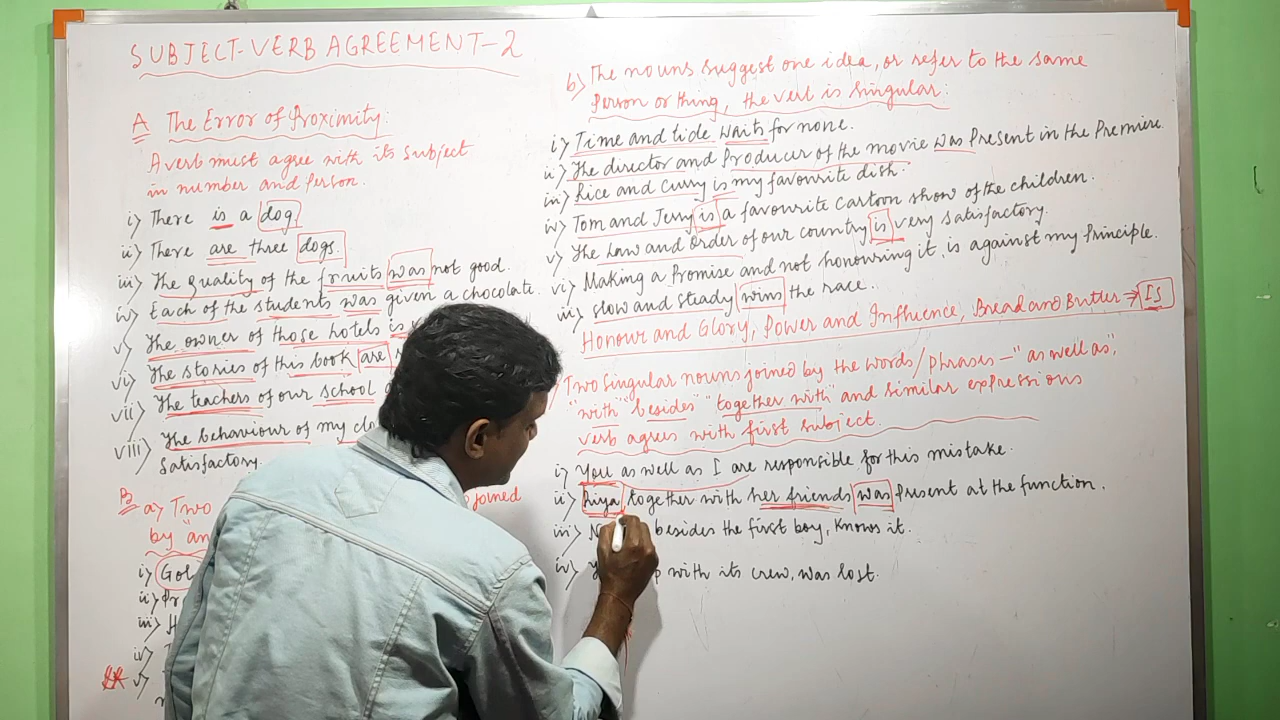 SUBJECT-VERB AGREEMENT-2
A The Error of Proximity:
A verb must agree with its subject
in number and person.
i) There is a dog.
ii) There are three dogs.
iii) The quality of the fruits was not good.
iv) Each of the students was given a chocolate.
v) The owner of those hotels is
vi) The stories of this book are
vii) The teachers of our school
viii) The behaviour of my
satisfactory.
B a) Two joined
by
i)
ii)
iii)
iv)
v)
b) The nouns suggest one idea, or refer to the same
person or thing, the verb is singular:
i) Time and tide waits for none.
ii) The director and Producer of the movie was present in the Premiere.
iii) Rice and curry is my favourite dish.
iv) Tom and Jerry is a favourite cartoon show of the children.
v) The Law and order of our country is very satisfactory.
vi) Making a promise and not honouring it, is against my principle.
vii) slow and steady wins the race.
Honour and Glory, Power and Influence, Bread and Butter → Is
Two singular nouns joined by the words/phrases - "as well as",
"with" "besides" "together with" and similar expressions
verb agrees with first subject.
i) You as well as I are responsible for this mistake.
ii) Priya together with her friends was present at the function.
iii) besides the first boy, knows it.
iv) with its crew, was lost.